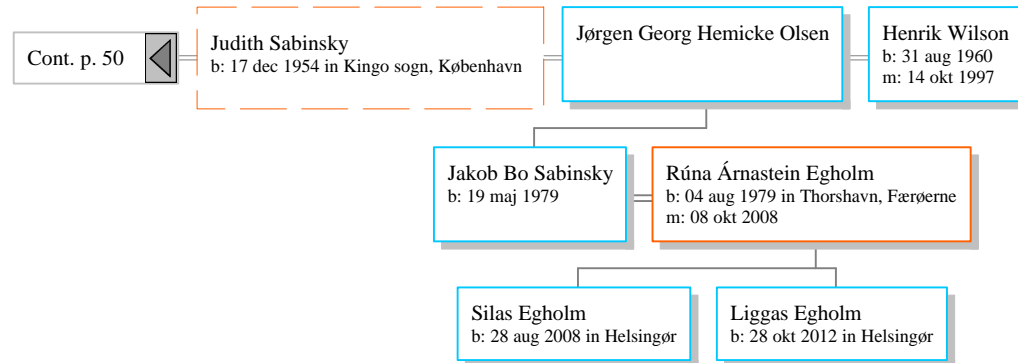 Cont. p. 50
Judith Sabinsky
b: 17 dec 1954 in Kingo sogn, København
Jørgen Georg Hemicke Olsen
Henrik Wilson
b: 31 aug 1960
m: 14 okt 1997
Jakob Bo Sabinsky
b: 19 maj 1979
Rúna Árnastein Egholm
b: 04 aug 1979 in Thorshavn, Færøerne
m: 08 okt 2008
Silas Egholm
b: 28 aug 2008 in Helsingør
Liggas Egholm
b: 28 okt 2012 in Helsingør